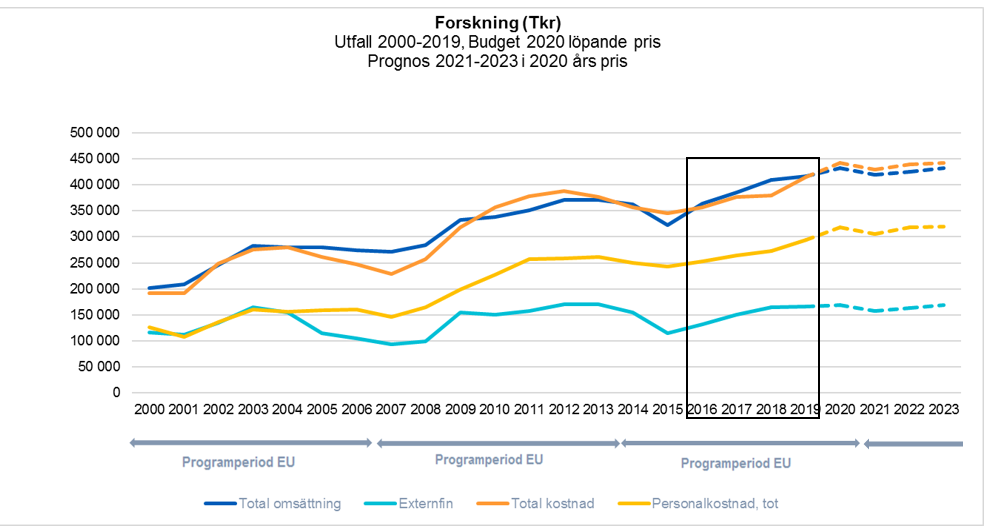 Forskning (Tkr)
Utfall 2000-2019, Budget 2020 löpande pris
Prognos 2021-2023 i 2020 års pris
500 000
450 000
400 000
350 000
300 000
250 000
200 000
150 000
100 000
50 000
0
2000 2001 2002 2003 2004 2005 2006 2007 2008 2009 2010 2011 2012 2013 2014 2015 2016 2017 2018 2019 2020 2021 2022 2023
Programperiod EU Programperiod EU Programperiod EU
Total omsättning Externfin Total kostnad Personalkostnad, tot